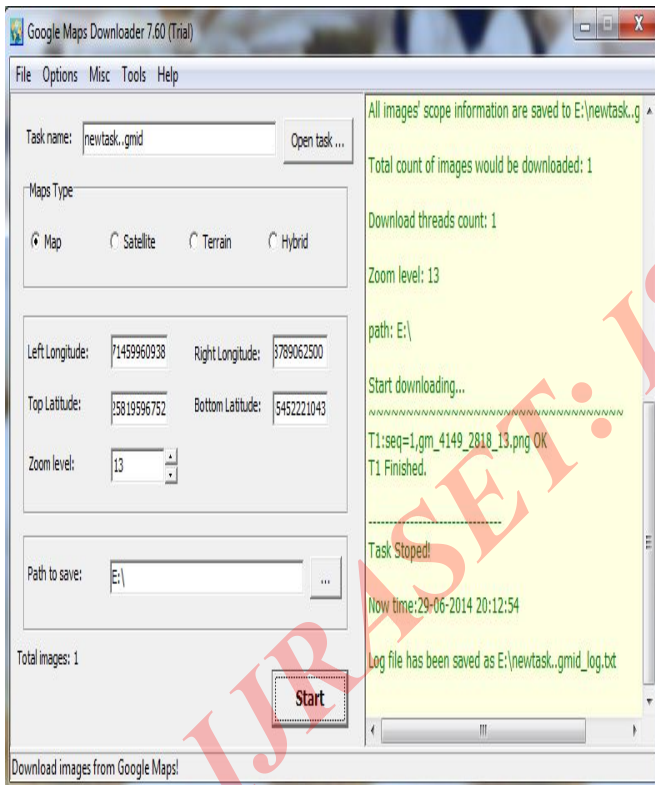 Google Maps Downloader 7.60 (Trial)
File Options Misc Tools Help
Task name: newtask..gmid Open task ...
Maps Type
Map Satellite Terrain Hybrid
Left Longitude: 71459960938 Right Longitude: 3789062500
Top Latitude: 25819596752 Bottom Latitude: 5452221043
Zoom level: 13
Path to save: E:\ ...
Total images: 1
Start
Download images from Google Maps!
All images' scope information are saved to E:\newtask..g
Total count of images would be downloaded: 1
Download threads count: 1
Zoom level: 13
path: E:\
Start downloading...
~~~~~~~~~~~~~~~~~~~~~~~~~~~~~~~~~~
T1:seq=1,gm_4149_2818_13.png OK
T1 Finished.
--------------------------------
Task Stoped!
Now time:29-06-2014 20:12:54
Log file has been saved as E:\newtask..gmid_log.txt
IJRASET: I